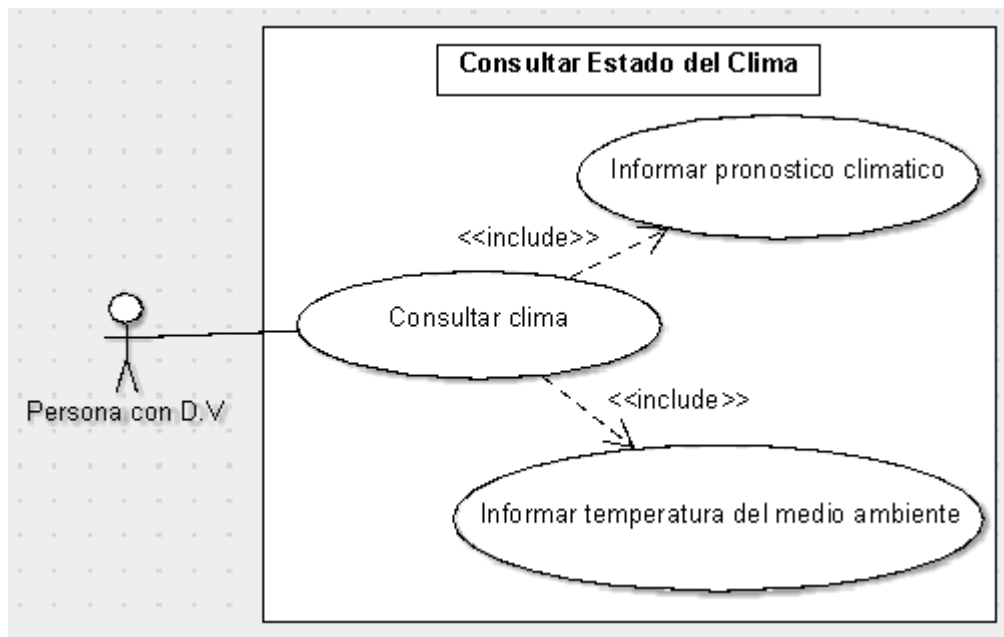 Consultar Estado del Clima
Informar pronostico climatico
<<include>>
Consultar clima
Persona con D.V
<<include>>
Informar temperatura del medio ambiente